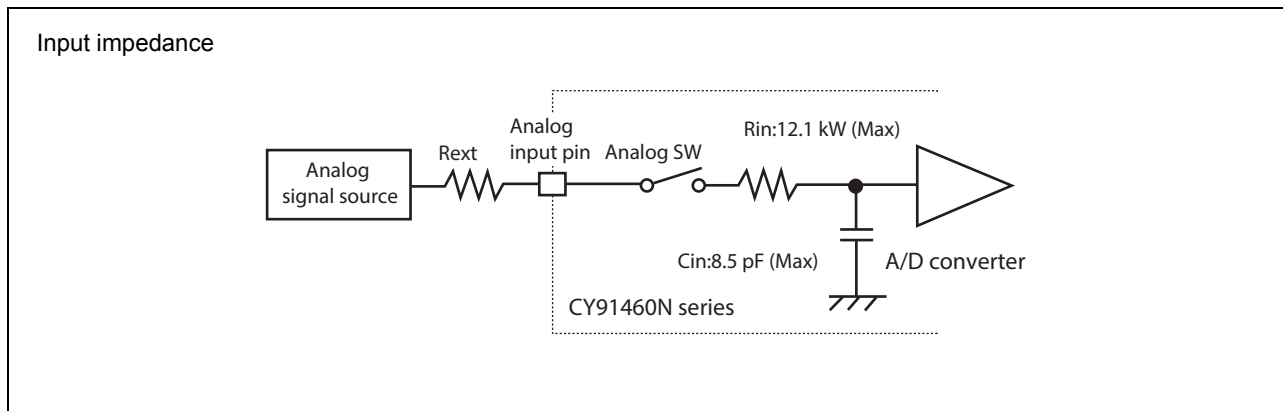 Input impedance
Analog
signal source
Rext
Analog
input pin
Analog SW
Rin:12.1 kW (Max)
Cin:8.5 pF (Max)
A/D converter
CY91460N series